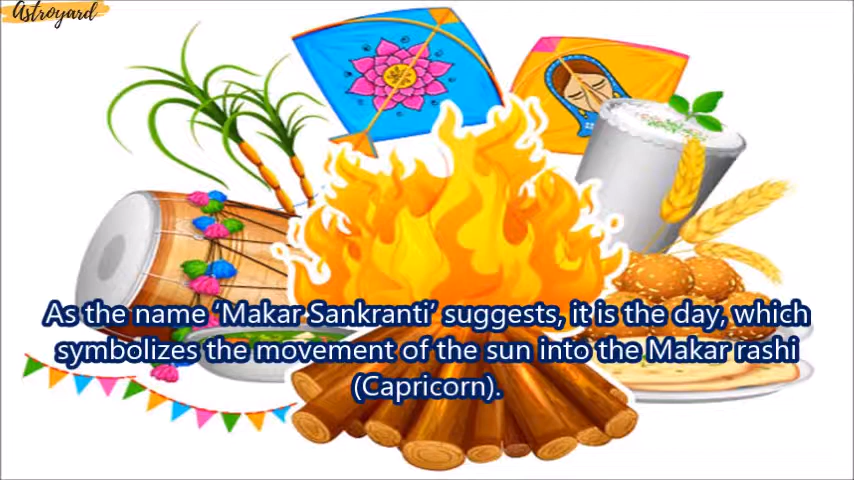 Astroyard
As the name ‘Makar Sankranti’ suggests, it is the day, which
symbolizes the movement of the sun into the Makar rashi
(Capricorn).